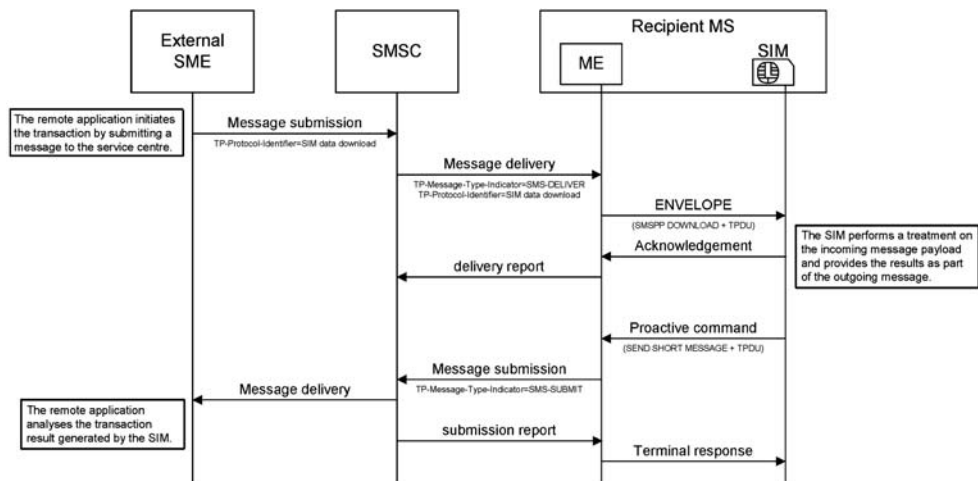 External
SME
SMSC
Recipient MS
ME
SIM
The remote application initiates
the transaction by submitting a
message to the service centre.
Message submission
TP-Protocol-Identifier=SIM data download
Message delivery
TP-Message-Type-Indicator=SMS-DELIVER
TP-Protocol-Identifier=SIM data download
ENVELOPE
(SMSPP DOWNLOAD + TPDU)
The SIM performs a treatment on
the incoming message payload
and provides the results as part
of the outgoing message.
Acknowledgement
delivery report
Proactive command
(SEND SHORT MESSAGE + TPDU)
Message submission
TP-Message-Type-Indicator=SMS-SUBMIT
Message delivery
The remote application
analyses the transaction
result generated by the SIM.
submission report
Terminal response